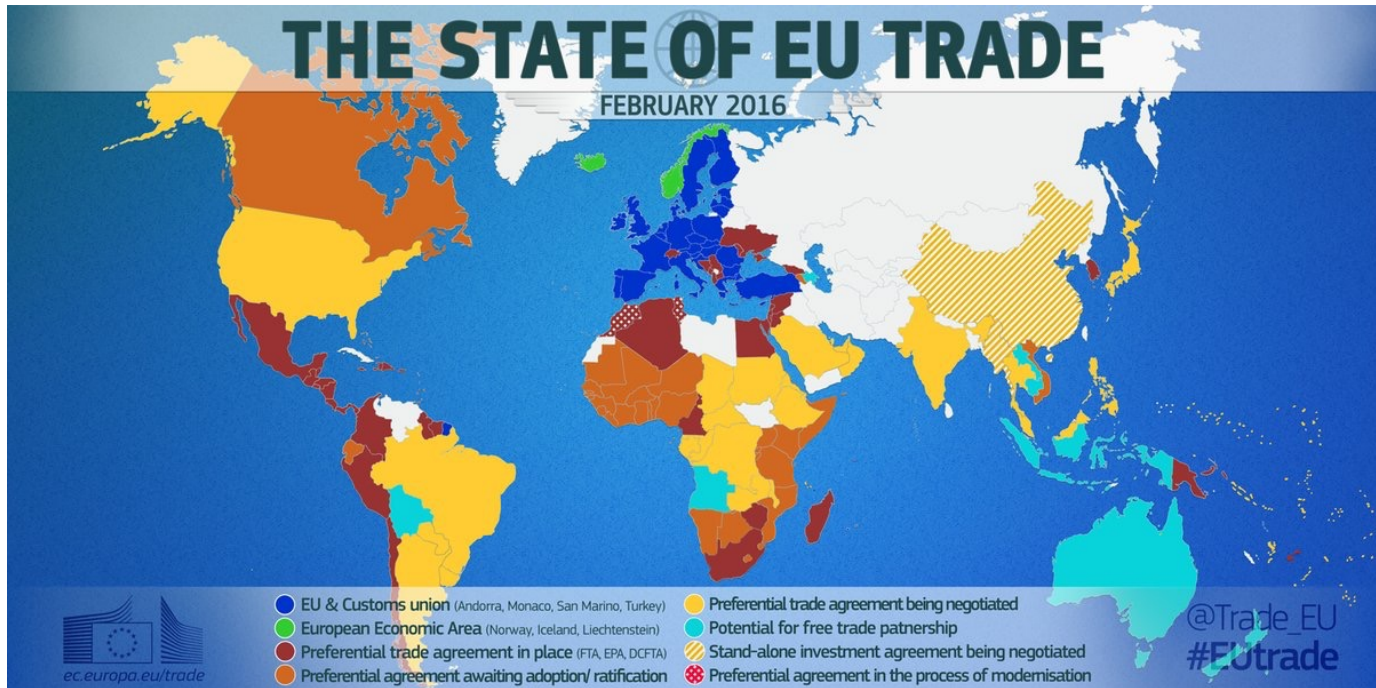 THE STATE OF EU TRADE
FEBRUARY 2016
EU & Customs union (Andorra, Monaco, San Marino, Turkey)
European Economic Area (Norway, Iceland, Liechtenstein)
Preferential trade agreement in place (FTA, EPA, DCFTA)
Preferential agreement awaiting adoption/ ratification
Preferential trade agreement being negotiated
Potential for free trade patnership
Stand-alone investment agreement being negotiated
Preferential agreement in the process of modernisation
ec.europa.eu/trade
@Trade_EU
#EUtrade